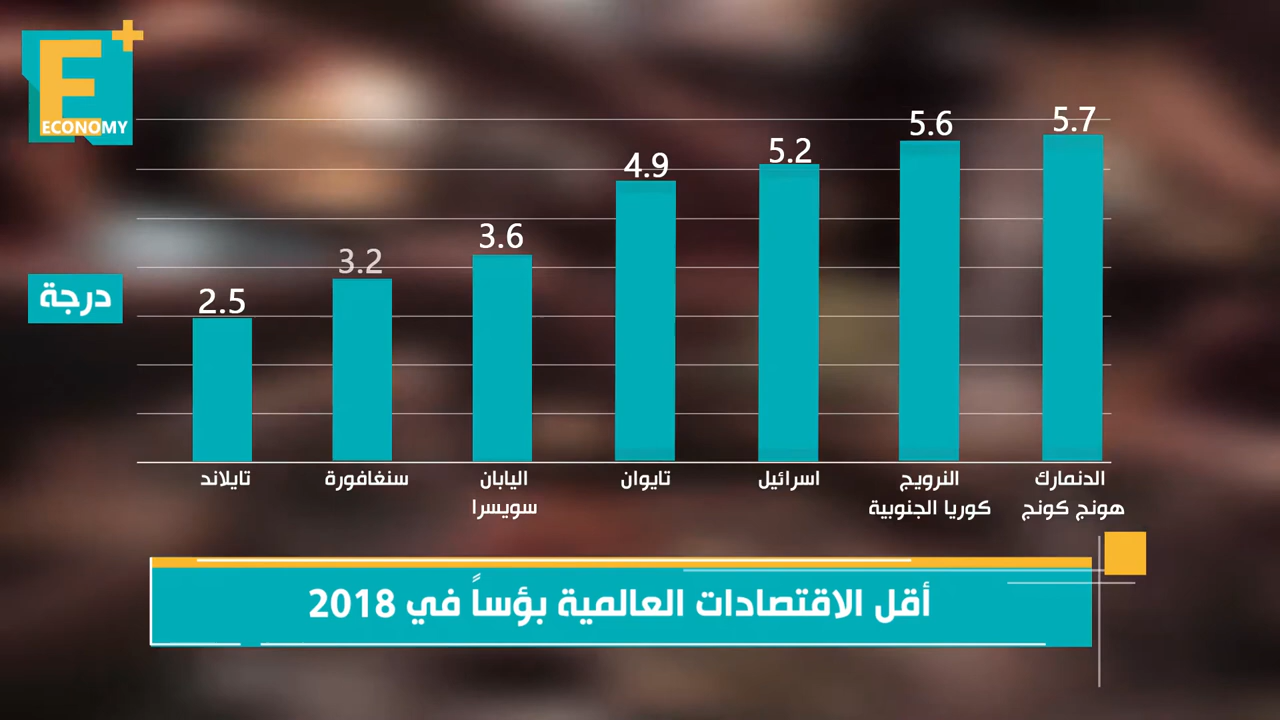 E+
ECONOMY
5.7
5.6
5.2
4.9
3.6
3.2
2.5
درجة
الدنمارك
هونج كونج
النرويج
كوريا الجنوبية
اسرائيل
تايوان
اليابان
سويسرا
سنغافورة
تايلاند
أقل الاقتصادات العالمية بؤساً في 2018